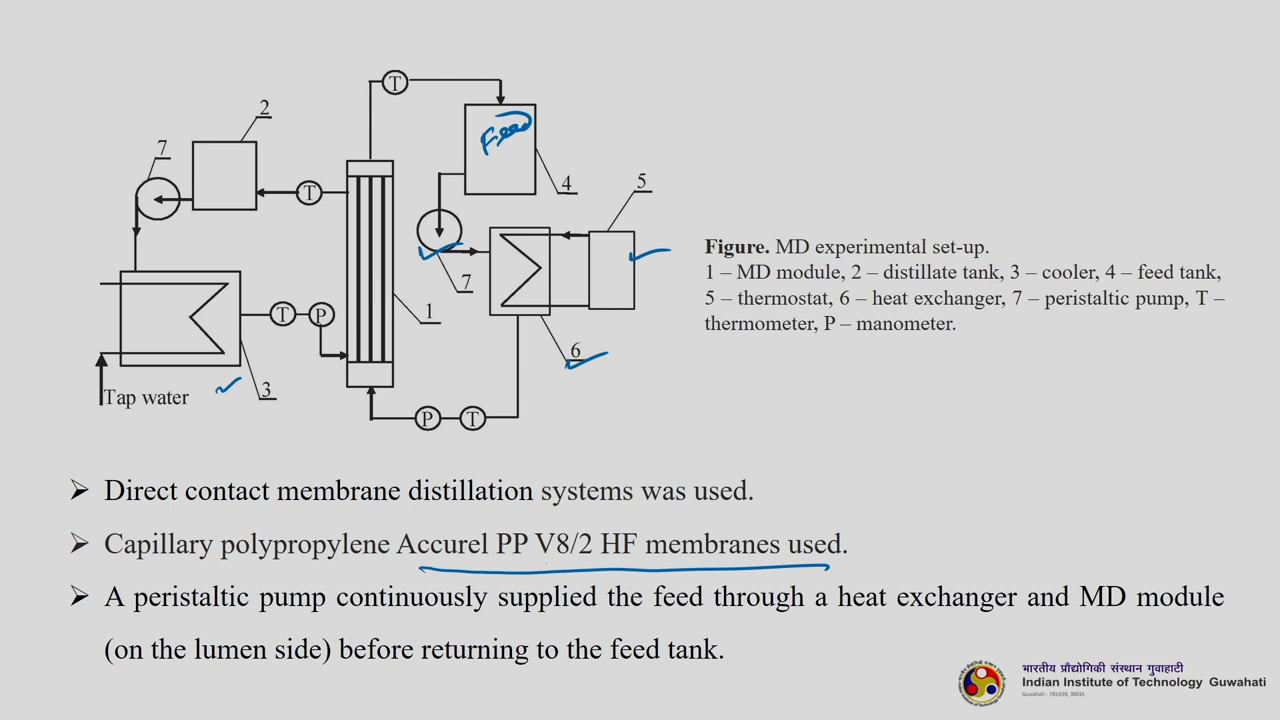 T
2
7
Feed
T
4
5
7
1
T
P
6
Tap water
3
P
T
Figure. MD experimental set-up.
1 – MD module, 2 – distillate tank, 3 – cooler, 4 – feed tank,
5 – thermostat, 6 – heat exchanger, 7 – peristaltic pump, T –
thermometer, P – manometer.
➢ Direct contact membrane distillation systems was used.
➢ Capillary polypropylene Accurel PP V8/2 HF membranes used.
➢ A peristaltic pump continuously supplied the feed through a heat exchanger and MD module
(on the lumen side) before returning to the feed tank.
भारतीय प्रौद्योगिकी संस्थान गुवाहाटी
Indian Institute of Technology Guwahati
Guwahati - 781039, INDIA